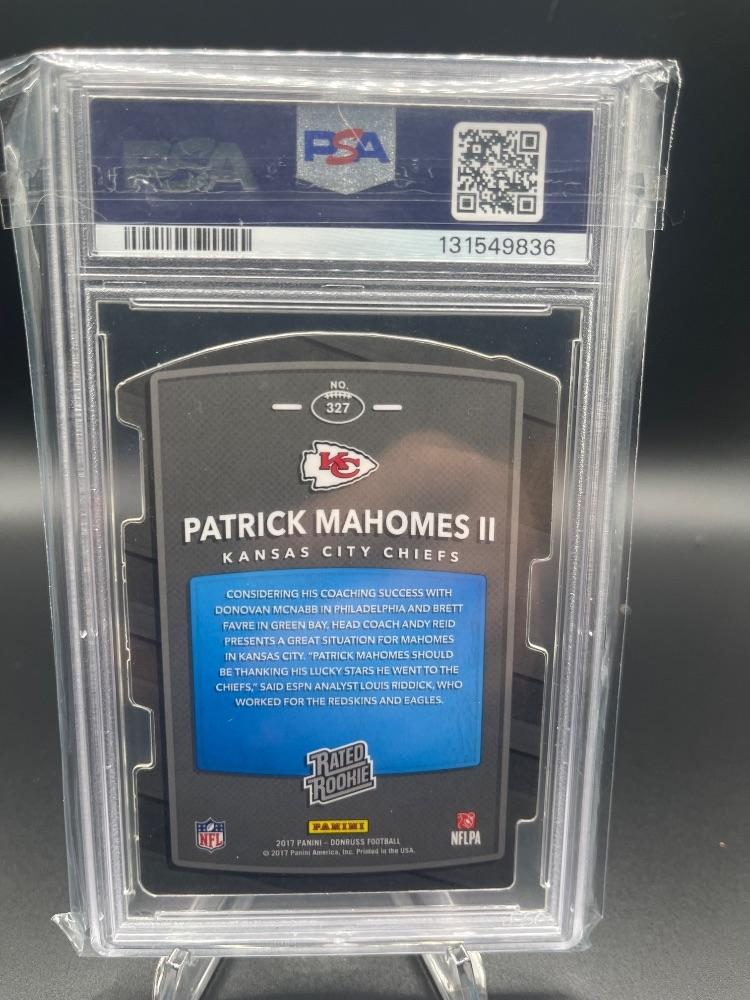 PSA
PSA
131549836
NO.
327
KC
PATRICK MAHOMES II
KANSAS CITY CHIEFS
CONSIDERING HIS COACHING SUCCESS WITH
DONOVAN MCNABB IN PHILADELPHIA AND BRETT
FAVRE IN GREEN BAY, HEAD COACH ANDY REID
PRESENTS A GREAT SITUATION FOR MAHOMES
IN KANSAS CITY. "PATRICK MAHOMES SHOULD
BE THANKING HIS LUCKY STARS HE WENT TO THE
CHIEFS," SAID ESPN ANALYST LOUIS RIDDICK, WHO
WORKED FOR THE REDSKINS AND EAGLES.
RATED
ROOKIE
NFL
PANINI
NFLPA
2017 PANINI – DONRUSS FOOTBALL
© 2017 Panini America, Inc. Printed in the USA.